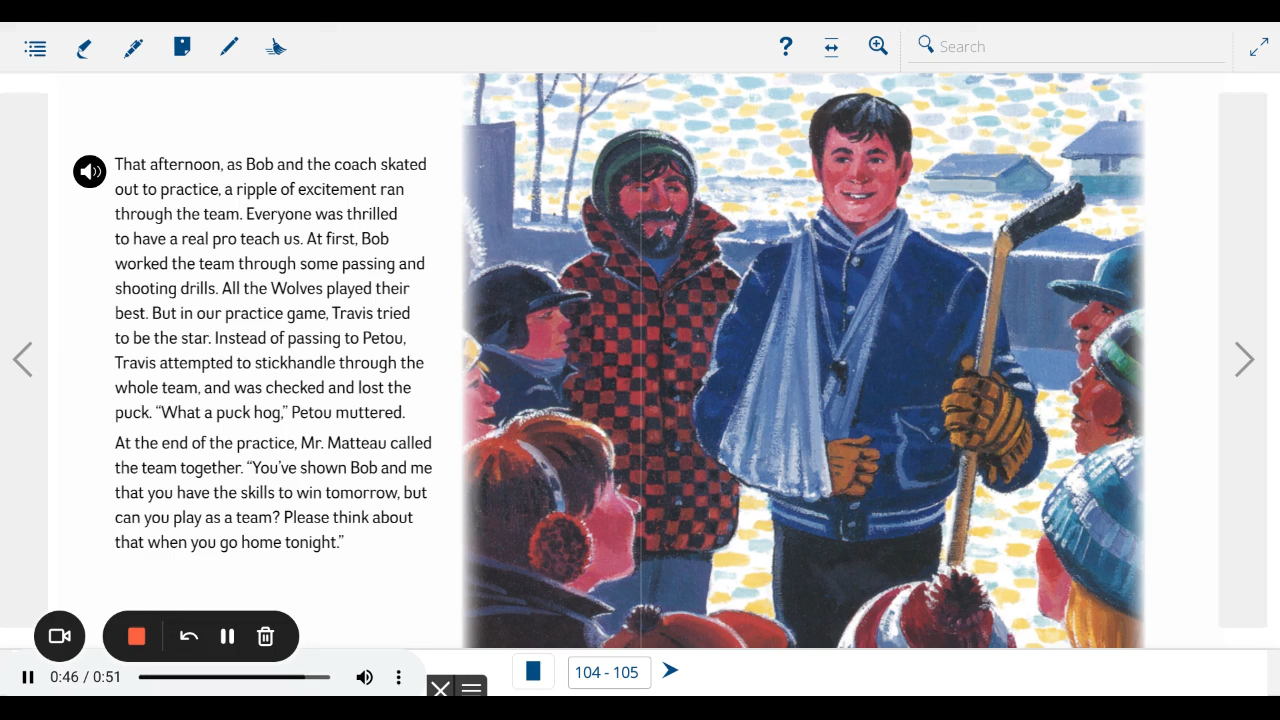 ? Search
That afternoon, as Bob and the coach skated
out to practice, a ripple of excitement ran
through the team. Everyone was thrilled
to have a real pro teach us. At first, Bob
worked the team through some passing and
shooting drills. All the Wolves played their
best. But in our practice game, Travis tried
to be the star. Instead of passing to Petou,
Travis attempted to stickhandle through the
whole team, and was checked and lost the
puck. “What a puck hog,” Petou muttered.
At the end of the practice, Mr. Matteau called
the team together. “You’ve shown Bob and me
that you have the skills to win tomorrow, but
can you play as a team? Please think about
that when you go home tonight.”
0:46 / 0:51
104 - 105